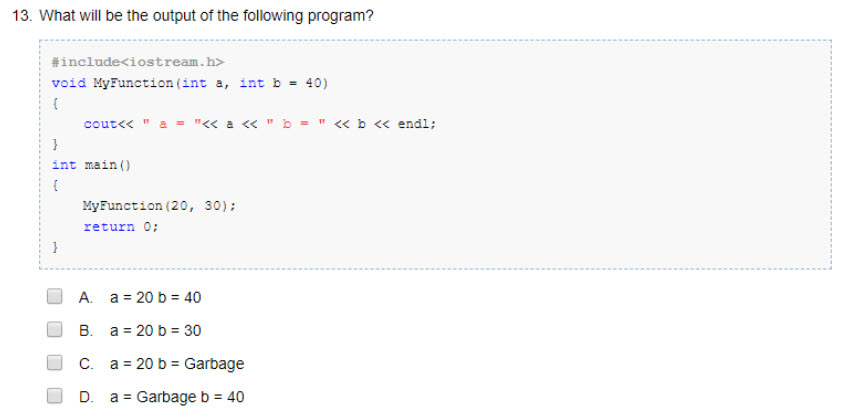 13. What will be the output of the following program?
#include<iostream.h>
void MyFunction(int a, int b = 40)
{
cout<< " a = "<< a << " b = " << b << endl;
}
int main()
{
MyFunction(20, 30);
return 0;
}
A. a = 20 b = 40
B. a = 20 b = 30
C. a = 20 b = Garbage
D. a = Garbage b = 40